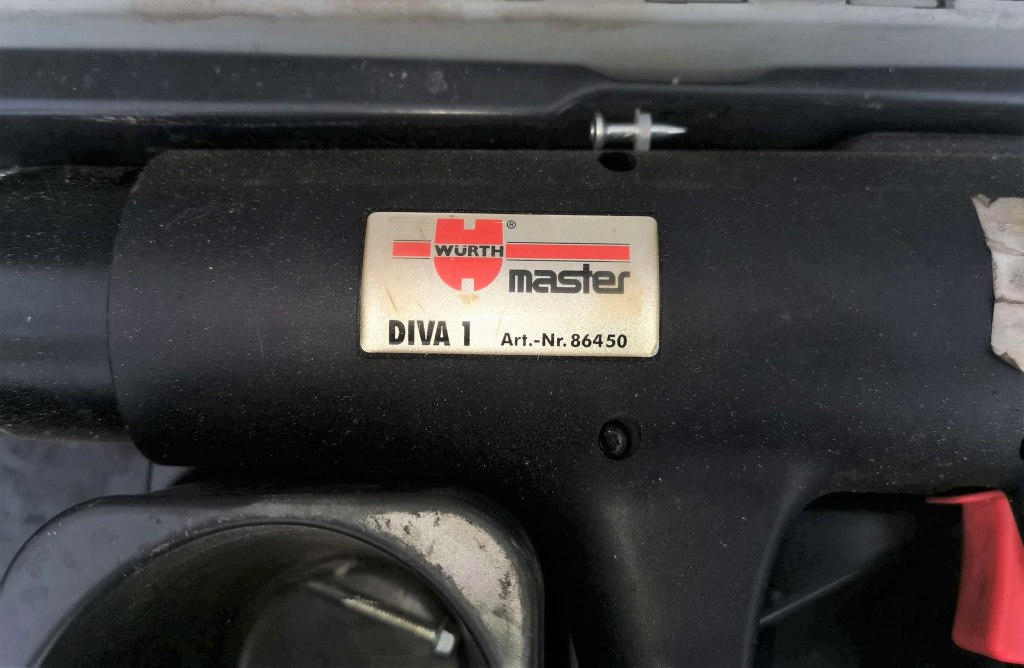 WÜRTH ®
master
DIVA 1 Art.-Nr. 86450